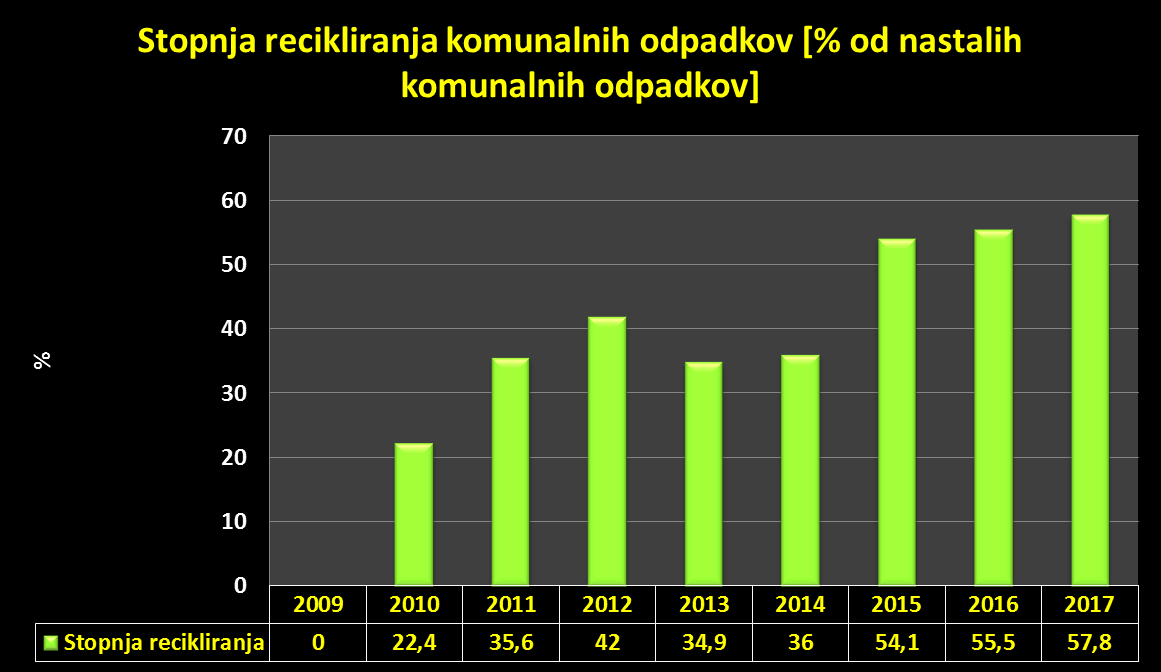 Stopnja recikliranja komunalnih odpadkov [% od nastalih
komunalnih odpadkov]
70
60
50
40
30
20
10
0
%
2009 2010 2011 2012 2013 2014 2015 2016 2017
Stopnja recikliranja 0 22,4 35,6 42 34,9 36 54,1 55,5 57,8